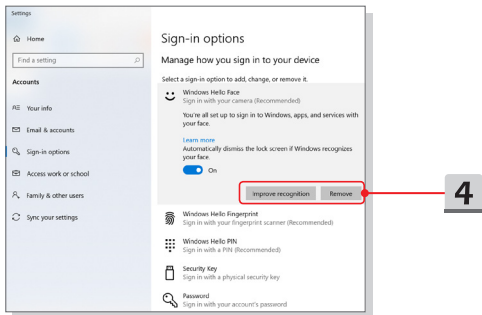 Settings
Home
Find a setting
Accounts
Your info
Email & accounts
Sign-in options
Access work or school
Family & other users
Sync your settings
Sign-in options
Manage how you sign in to your device
Select a sign-in option to add, change, or remove it.
Windows Hello Face
Sign in with your camera (Recommended)
You're all set up to sign in to Windows, apps, and services with
your face.
Learn more
Automatically dismiss the lock screen if Windows recognizes
your face.
On
Improve recognition Remove
4
Windows Hello Fingerprint
Sign in with your fingerprint scanner (Recommended)
Windows Hello PIN
Sign in with a PIN (Recommended)
Security Key
Sign in with a physical security key
Password
Sign in with your account's password